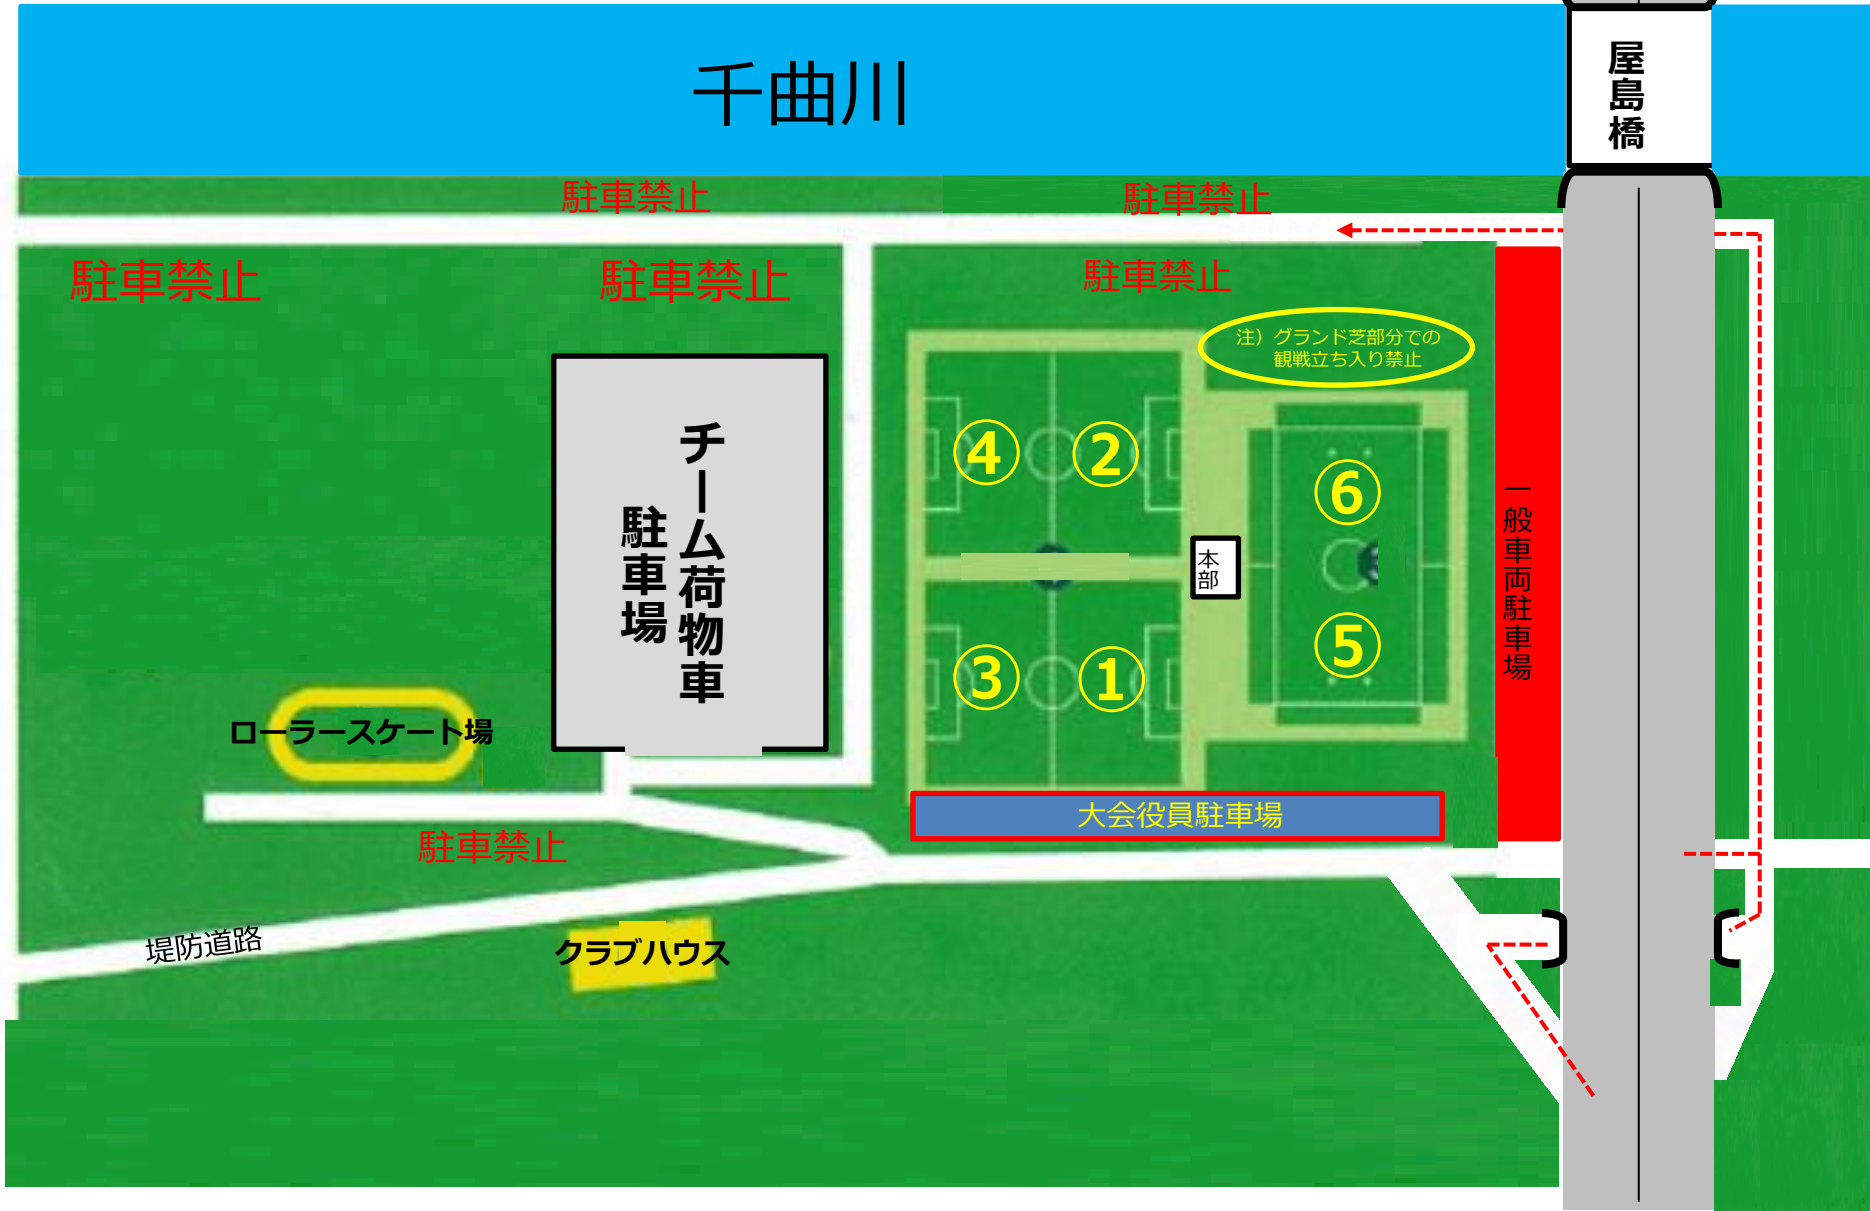 千曲川
屋島橋
駐車禁止
駐車禁止
駐車禁止
駐車禁止
駐車禁止
注）グランド芝部分での
観戦立ち入り禁止
チーム荷物車
駐車場
④
②
⑥
本部
一般車両駐車場
③
①
⑤
ローラースケート場
大会役員駐車場
駐車禁止
堤防道路
クラブハウス